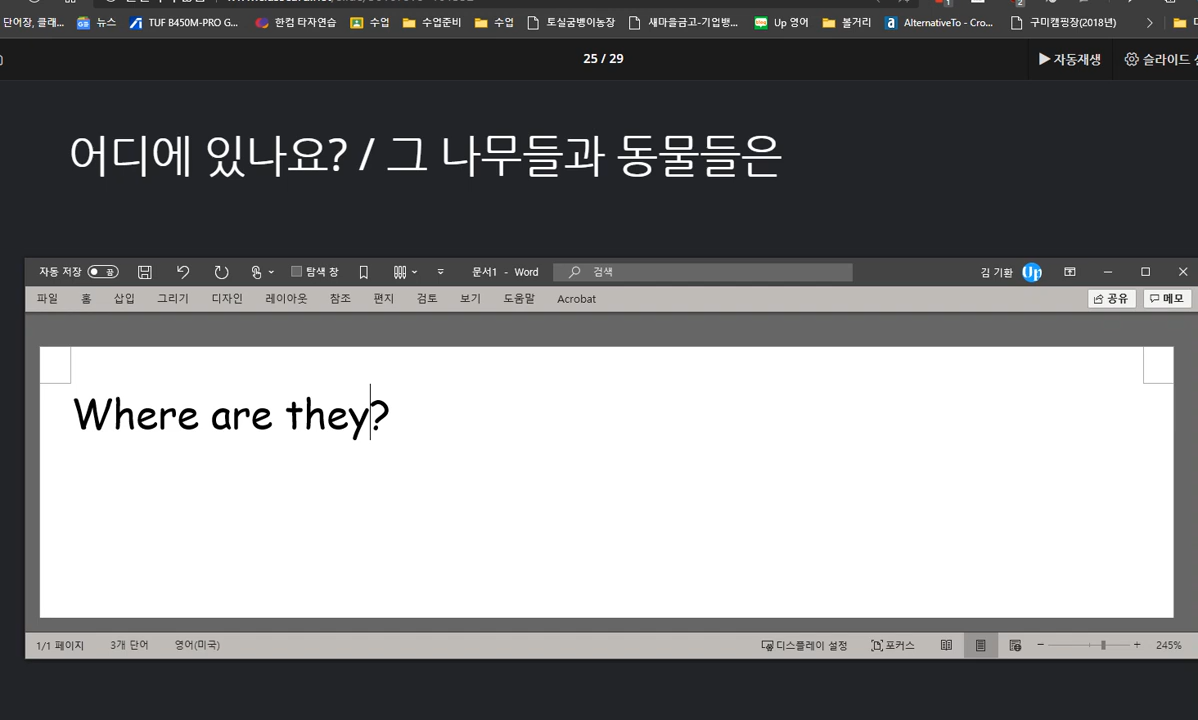 단어장, 클래...
뉴스
TUF B450M-PRO G...
한컴 타자연습
수업
수업준비
수업
토실굼벵이농장
새마을금고-기업뱅...
Up 영어
볼거리
AlternativeTo - Cro...
구미캠핑장(2018년)
25 / 29
자동재생
슬라이드
어디에 있나요? / 그 나무들과 동물들은
자동 저장
끔
탐색 창
문서1 - Word
검색
김 기환
Up
파일 홈 삽입 그리기 디자인 레이아웃 참조 편지 검토 보기 도움말 Acrobat
공유
메모
Where are they?
1/1 페이지 3개 단어 영어(미국)
디스플레이 설정
포커스
− + 245%